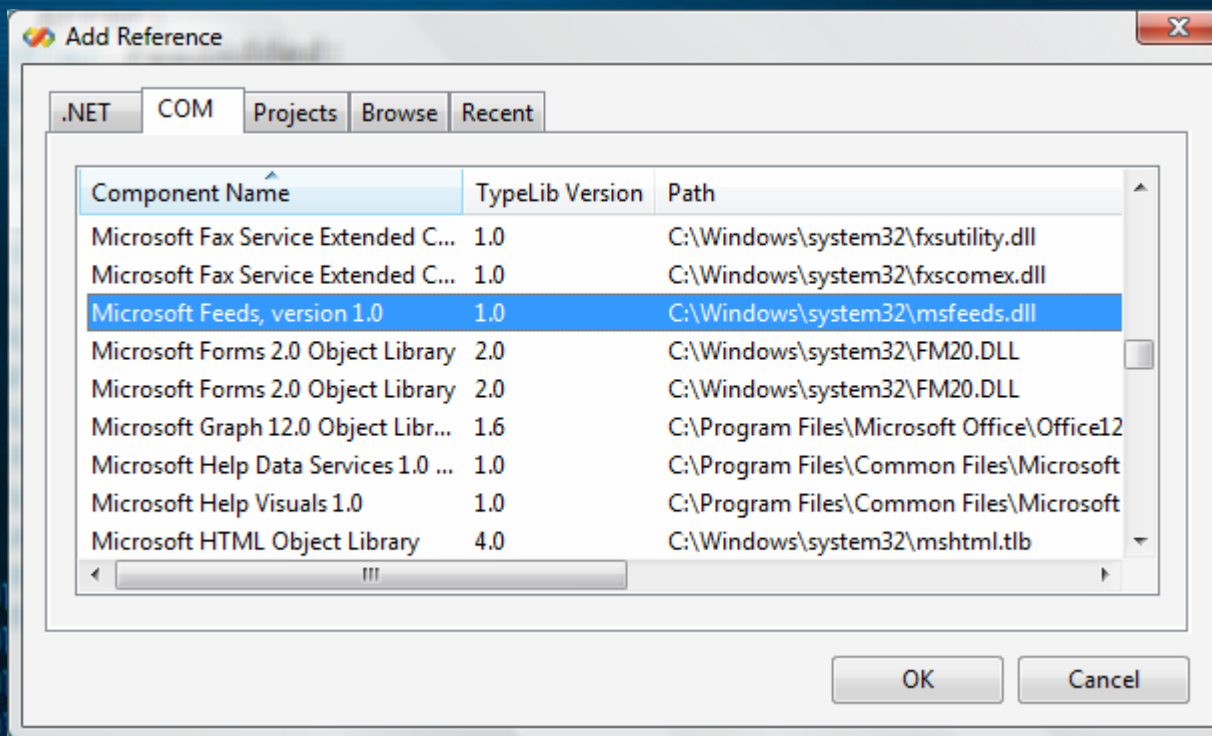 Add Reference
.NET COM Projects Browse Recent
Component Name TypeLib Version Path
Microsoft Fax Service Extended C... 1.0 C:\Windows\system32\fxsutility.dll
Microsoft Fax Service Extended C... 1.0 C:\Windows\system32\fxscomex.dll
Microsoft Feeds, version 1.0 1.0 C:\Windows\system32\msfeeds.dll
Microsoft Forms 2.0 Object Library 2.0 C:\Windows\system32\FM20.DLL
Microsoft Forms 2.0 Object Library 2.0 C:\Windows\system32\FM20.DLL
Microsoft Graph 12.0 Object Libr... 1.6 C:\Program Files\Microsoft Office\Office12
Microsoft Help Data Services 1.0 ... 1.0 C:\Program Files\Common Files\Microsoft
Microsoft Help Visuals 1.0 1.0 C:\Program Files\Common Files\Microsoft
Microsoft HTML Object Library 4.0 C:\Windows\system32\mshtml.tlb
OK Cancel